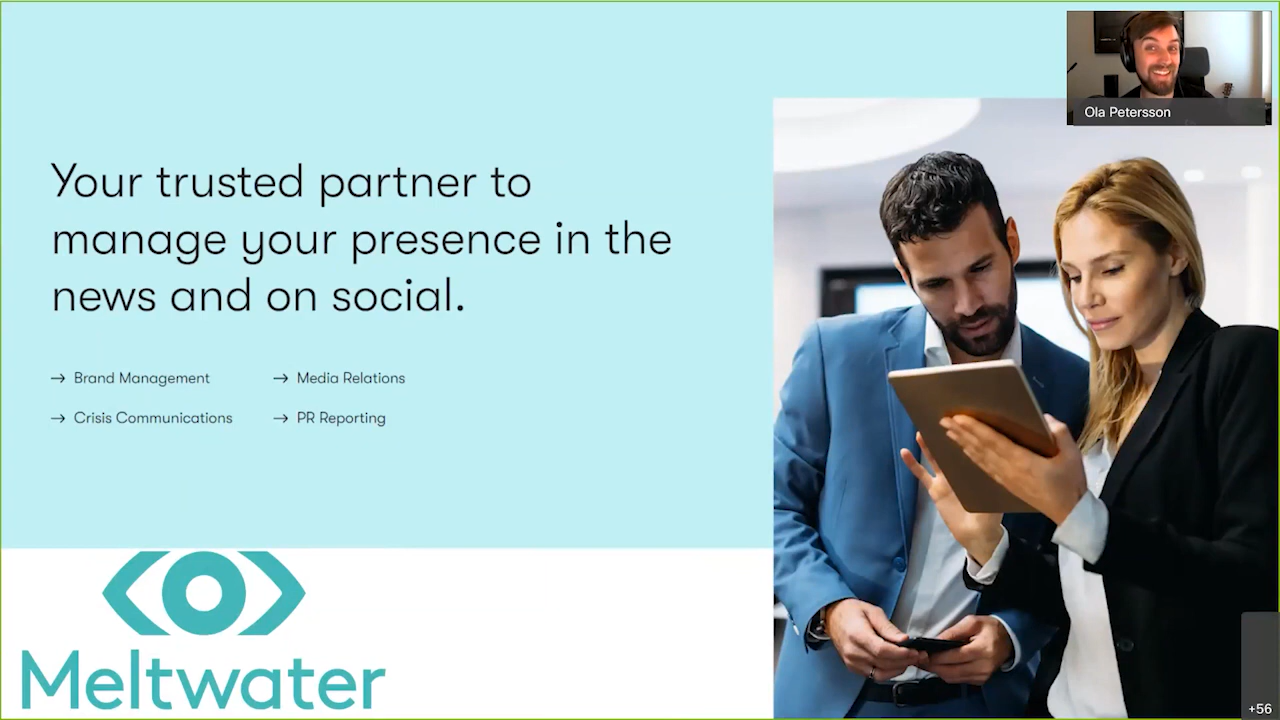 Ola Petersson
Your trusted partner to
manage your presence in the
news and on social.
→ Brand Management
→ Media Relations
→ Crisis Communications
→ PR Reporting
Meltwater
+56